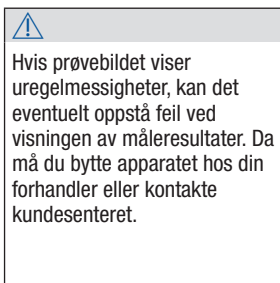 Hvis prøvebildet viser
uregelmessigheter, kan det
eventuelt oppstå feil ved
visningen av måleresultater. Da
må du bytte apparatet hos din
forhandler eller kontakte
kundesenteret.